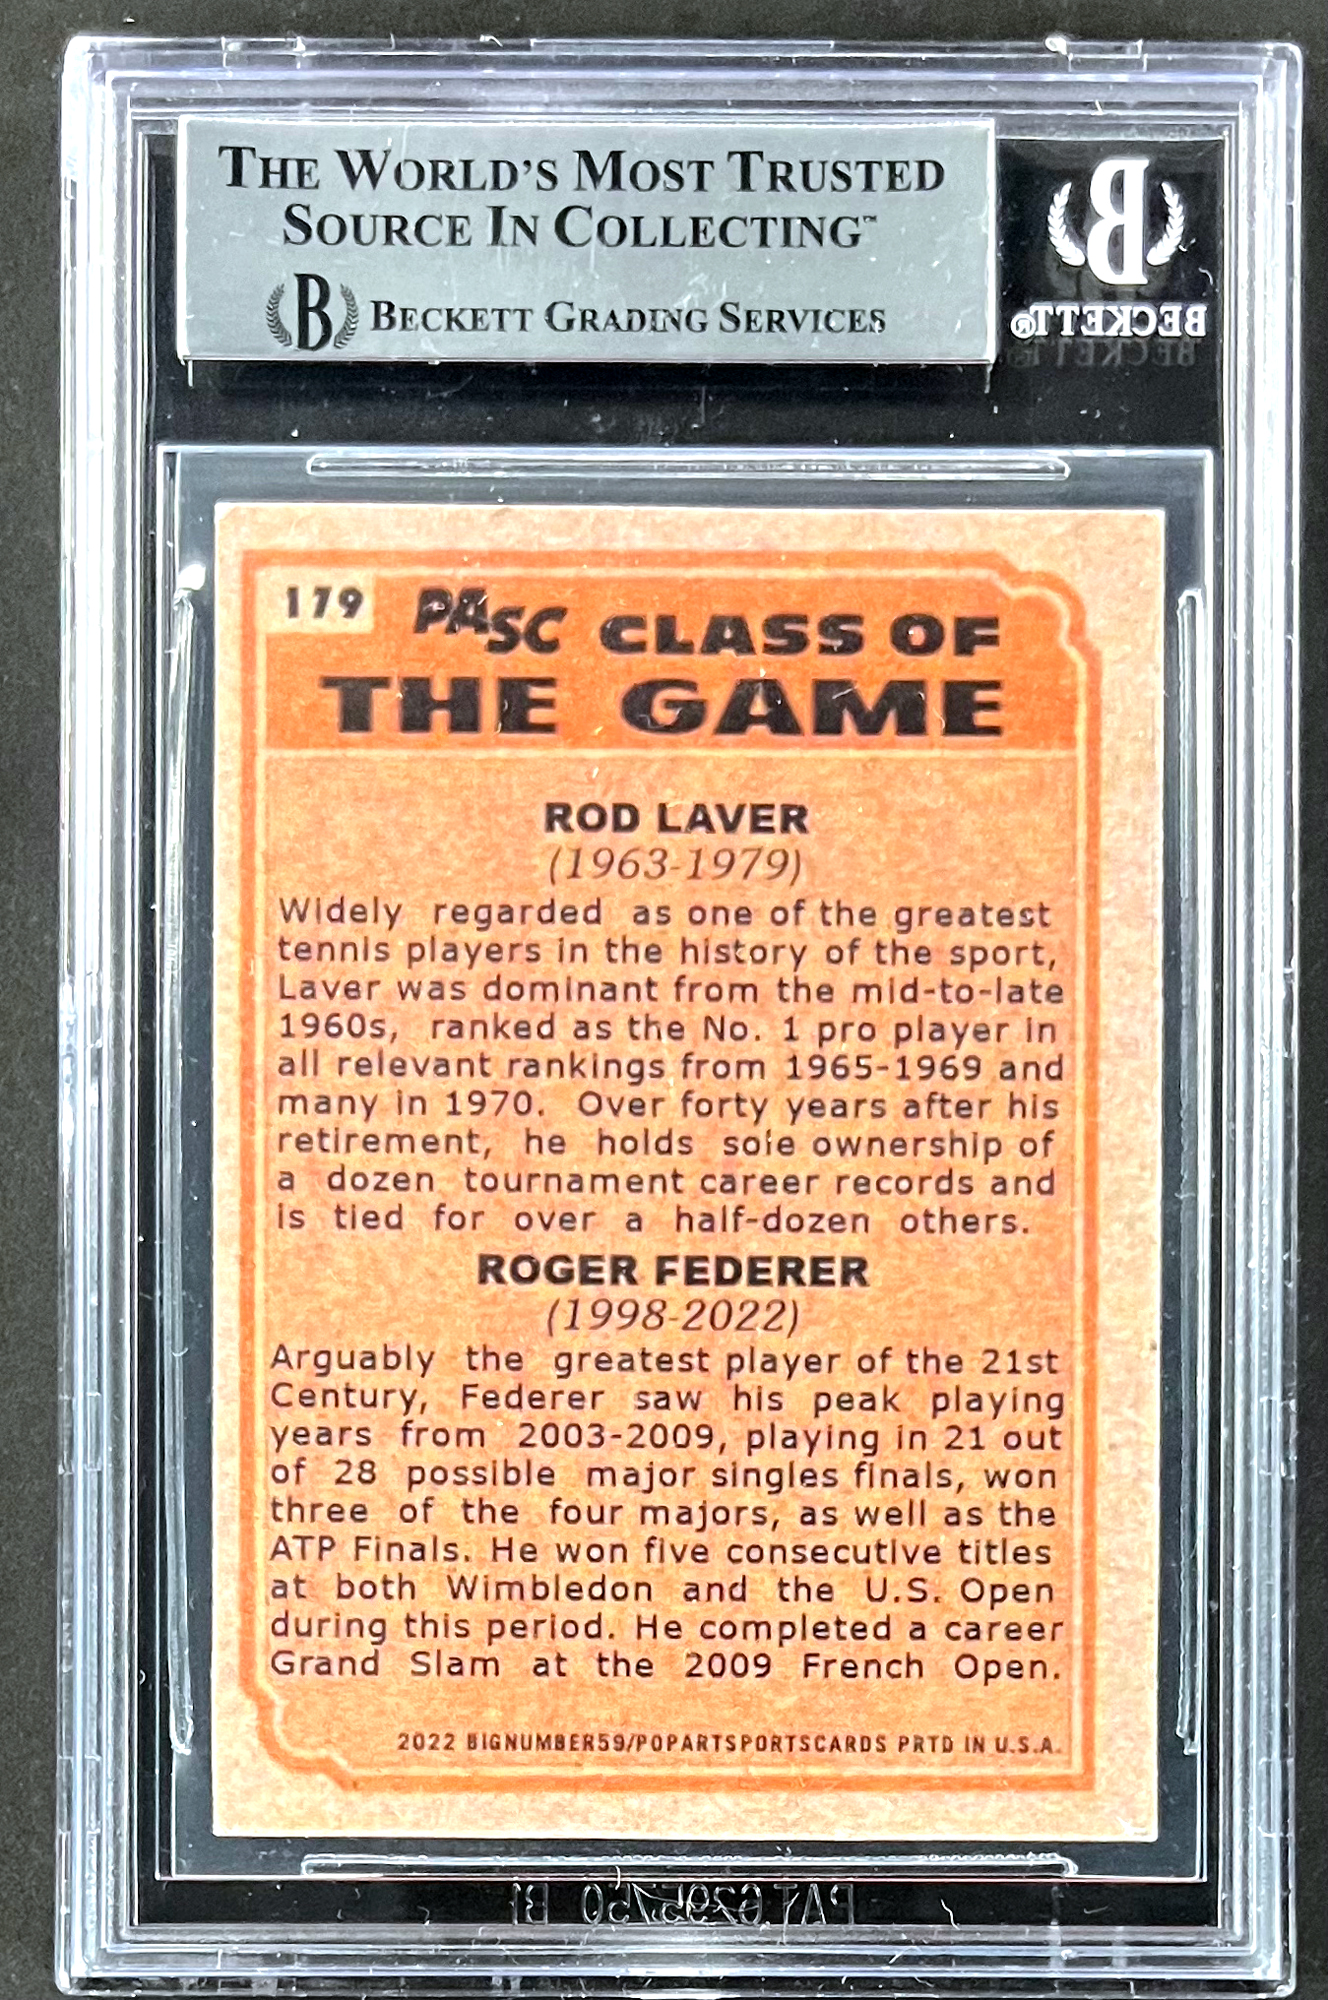 THE WORLD'S MOST TRUSTED
SOURCE IN COLLECTING™
B BECKETT GRADING SERVICES
B
BECKETT®
179 PASC CLASS OF
THE GAME
ROD LAVER
(1963-1979)
Widely regarded as one of the greatest
tennis players in the history of the sport,
Laver was dominant from the mid-to-late
1960s, ranked as the No. 1 pro player in
all relevant rankings from 1965-1969 and
many in 1970. Over forty years after his
retirement, he holds sole ownership of
a dozen tournament career records and
is tied for over a half-dozen others.
ROGER FEDERER
(1998-2022)
Arguably the greatest player of the 21st
Century, Federer saw his peak playing
years from 2003-2009, playing in 21 out
of 28 possible major singles finals, won
three of the four majors, as well as the
ATP Finals. He won five consecutive titles
at both Wimbledon and the U.S. Open
during this period. He completed a career
Grand Slam at the 2009 French Open.
2022 BIGNUMBER59/POPARTSPORTSCARDS PRTD IN U.S.A.